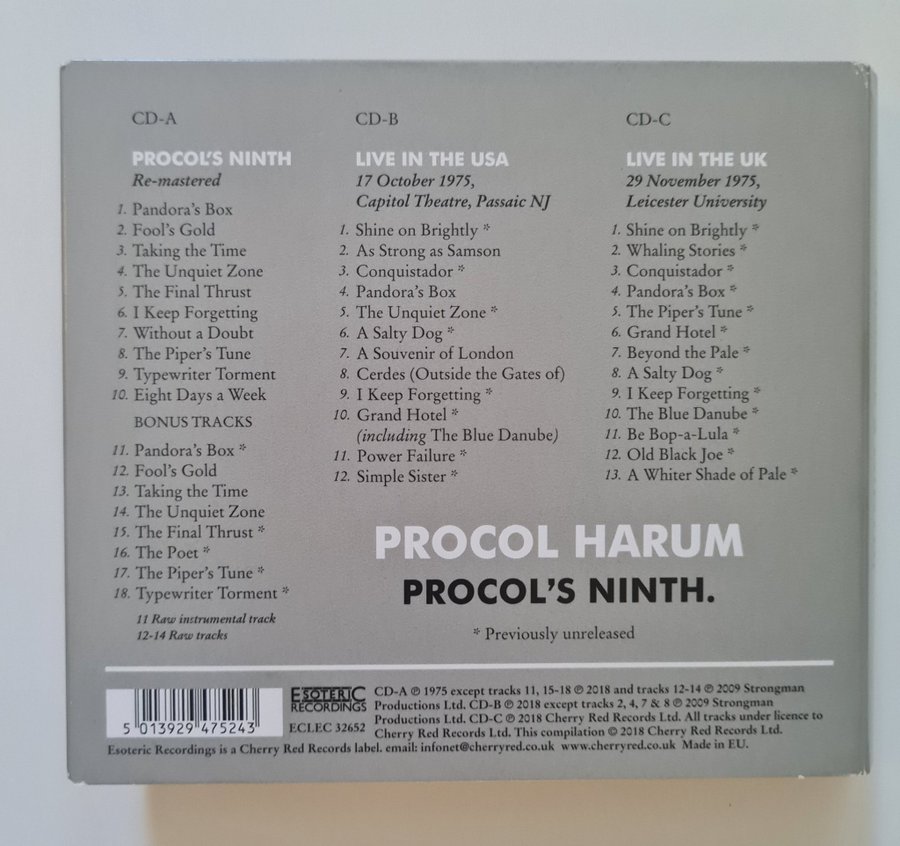 CD-A
PROCOL'S NINTH
Re-mastered
1. Pandora's Box
2. Fool's Gold
3. Taking the Time
4. The Unquiet Zone
5. The Final Thrust
6. I Keep Forgetting
7. Without a Doubt
8. The Piper's Tune
9. Typewriter Torment
10. Eight Days a Week
BONUS TRACKS
11. Pandora's Box *
12. Fool's Gold
13. Taking the Time
14. The Unquiet Zone
15. The Final Thrust *
16. The Poet *
17. The Piper's Tune *
18. Typewriter Torment *
11 Raw instrumental track
12-14 Raw tracks
CD-B
LIVE IN THE USA
17 October 1975,
Capitol Theatre, Passaic NJ
1. Shine on Brightly *
2. As Strong as Samson
3. Conquistador *
4. Pandora's Box
5. The Unquiet Zone *
6. A Salty Dog *
7. A Souvenir of London
8. Cerdes (Outside the Gates of)
9. I Keep Forgetting *
10. Grand Hotel *
(including The Blue Danube)
11. Power Failure *
12. Simple Sister *
CD-C
LIVE IN THE UK
29 November 1975,
Leicester University
1. Shine on Brightly *
2. Whaling Stories *
3. Conquistador *
4. Pandora's Box *
5. The Piper's Tune *
6. Grand Hotel *
7. Beyond the Pale *
8. A Salty Dog *
9. I Keep Forgetting *
10. The Blue Danube *
11. Be Bop-a-Lula *
12. Old Black Joe *
13. A Whiter Shade of Pale *
PROCOL HARUM
PROCOL'S NINTH.
* Previously unreleased
5 013929 475243
ESOTERIC
RECORDINGS
ECLEC 32652
CD-A ℗ 1975 except tracks 11, 15-18 ℗ 2018 and tracks 12-14 ℗ 2009 Strongman
Productions Ltd. CD-B ℗ 2018 except tracks 2, 4, 7 & 8 ℗ 2009 Strongman
Productions Ltd. CD-C ℗ 2018 Cherry Red Records Ltd. All tracks under licence to
Cherry Red Records Ltd. This compilation © 2018 Cherry Red Records Ltd.
Esoteric Recordings is a Cherry Red Records label. email: infonet@cherryred.co.uk www.cherryred.co.uk Made in EU.